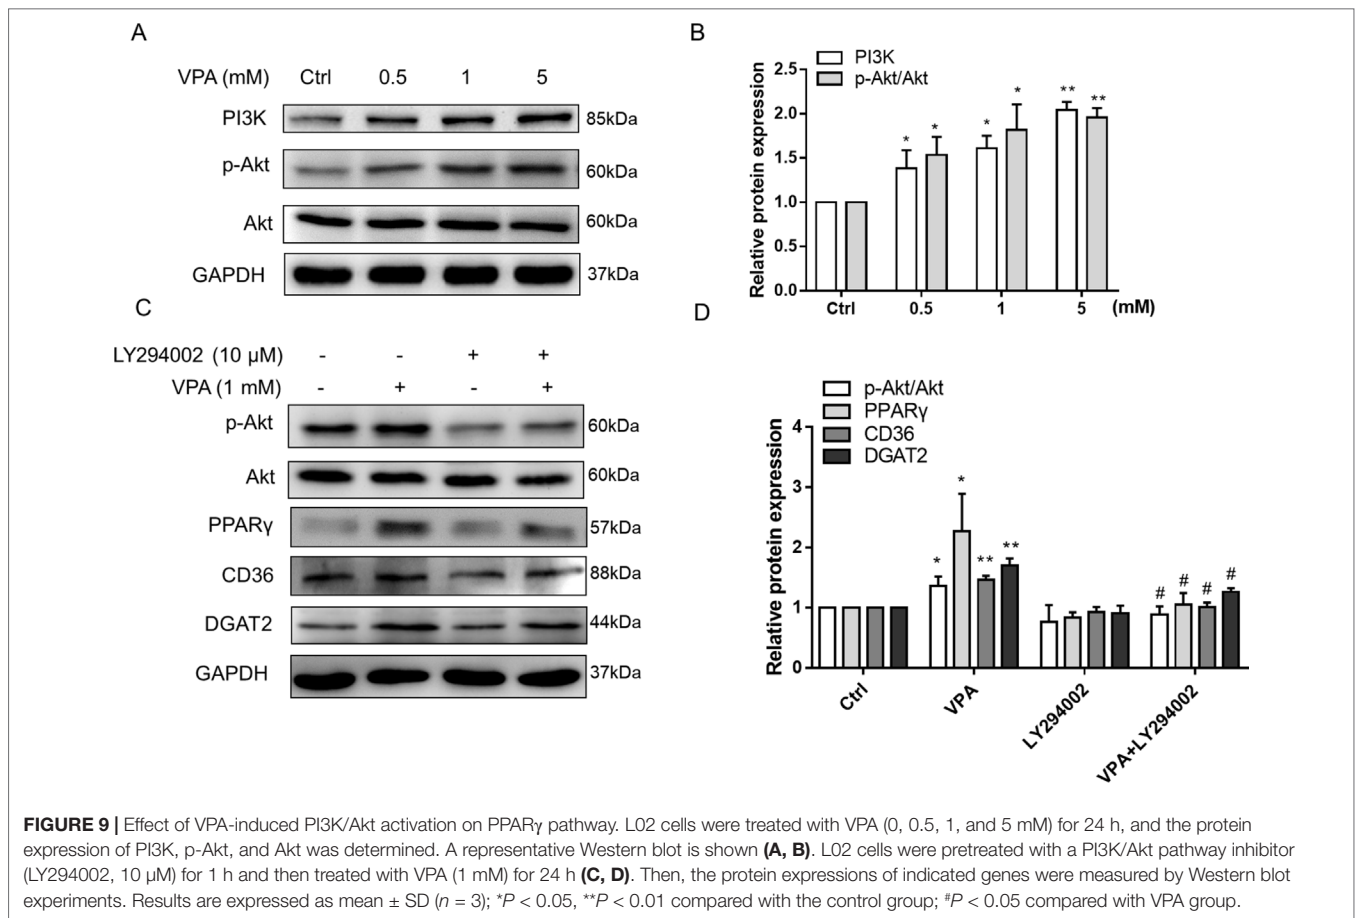 A
VPA (mM) Ctrl 0.5 1 5
PI3K 85kDa
p-Akt 60kDa
Akt 60kDa
GAPDH 37kDa
B
PI3K
p-Akt/Akt
Relative protein expression
2.5
2.0
1.5
1.0
0.5
0.0
* * * * ** **
Ctrl 0.5 1 5 (mM)
C
LY294002 (10 µM) - - + +
VPA (1 mM) - + - +
p-Akt 60kDa
Akt 60kDa
PPARγ 57kDa
CD36 88kDa
DGAT2 44kDa
GAPDH 37kDa
D
p-Akt/Akt
PPARγ
CD36
DGAT2
Relative protein expression
4
3
2
1
0
* * ** ** # # # #
Ctrl VPA LY294002 VPA+LY294002
FIGURE 9 | Effect of VPA-induced PI3K/Akt activation on PPARγ pathway. L02 cells were treated with VPA (0, 0.5, 1, and 5 mM) for 24 h, and the protein
expression of PI3K, p-Akt, and Akt was determined. A representative Western blot is shown (A, B). L02 cells were pretreated with a PI3K/Akt pathway inhibitor
(LY294002, 10 µM) for 1 h and then treated with VPA (1 mM) for 24 h (C, D). Then, the protein expressions of indicated genes were measured by Western blot
experiments. Results are expressed as mean ± SD (n = 3); *P < 0.05, **P < 0.01 compared with the control group; #P < 0.05 compared with VPA group.